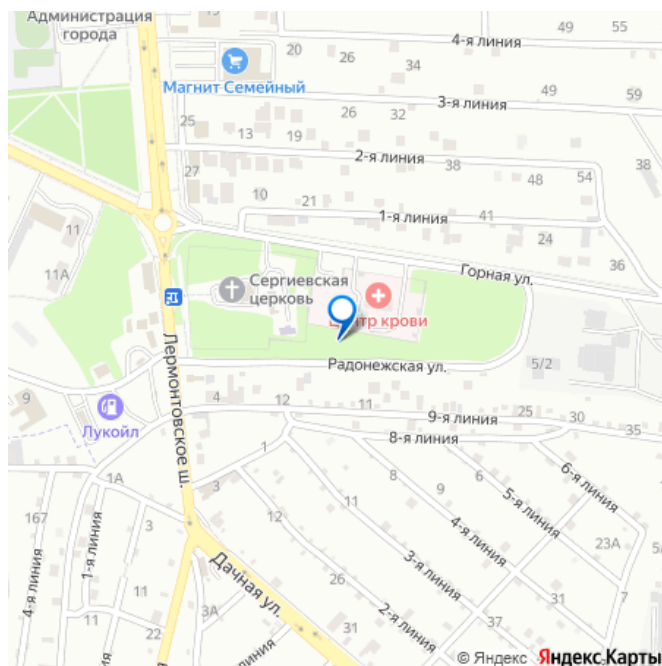 Администрация
города
49
55
4-я линия
20
26
34
Магнит Семейный
3-я линия
49
59
25
13
19
26
32
2-я линия
38
38
27
48
54
10
21
1-я линия
41
24
36
11
11А
Горная ул.
Сергиевская
церковь
Центр крови
Лермонтовское ш.
Радонежская ул.
5/2
9
Лукойл
4
12
11
9-я линия
25
30
35
8-я линия
1
6-я линия
1А
3
8
9
5-я линия
167
12
11
4-я линия
23А
5/
3
1-я линия
4-я линия
3-я линия
7
Дачная ул.
26
2-я линия
11
11
3А
22
31
37
31
© Яндекс Яндекс Карты